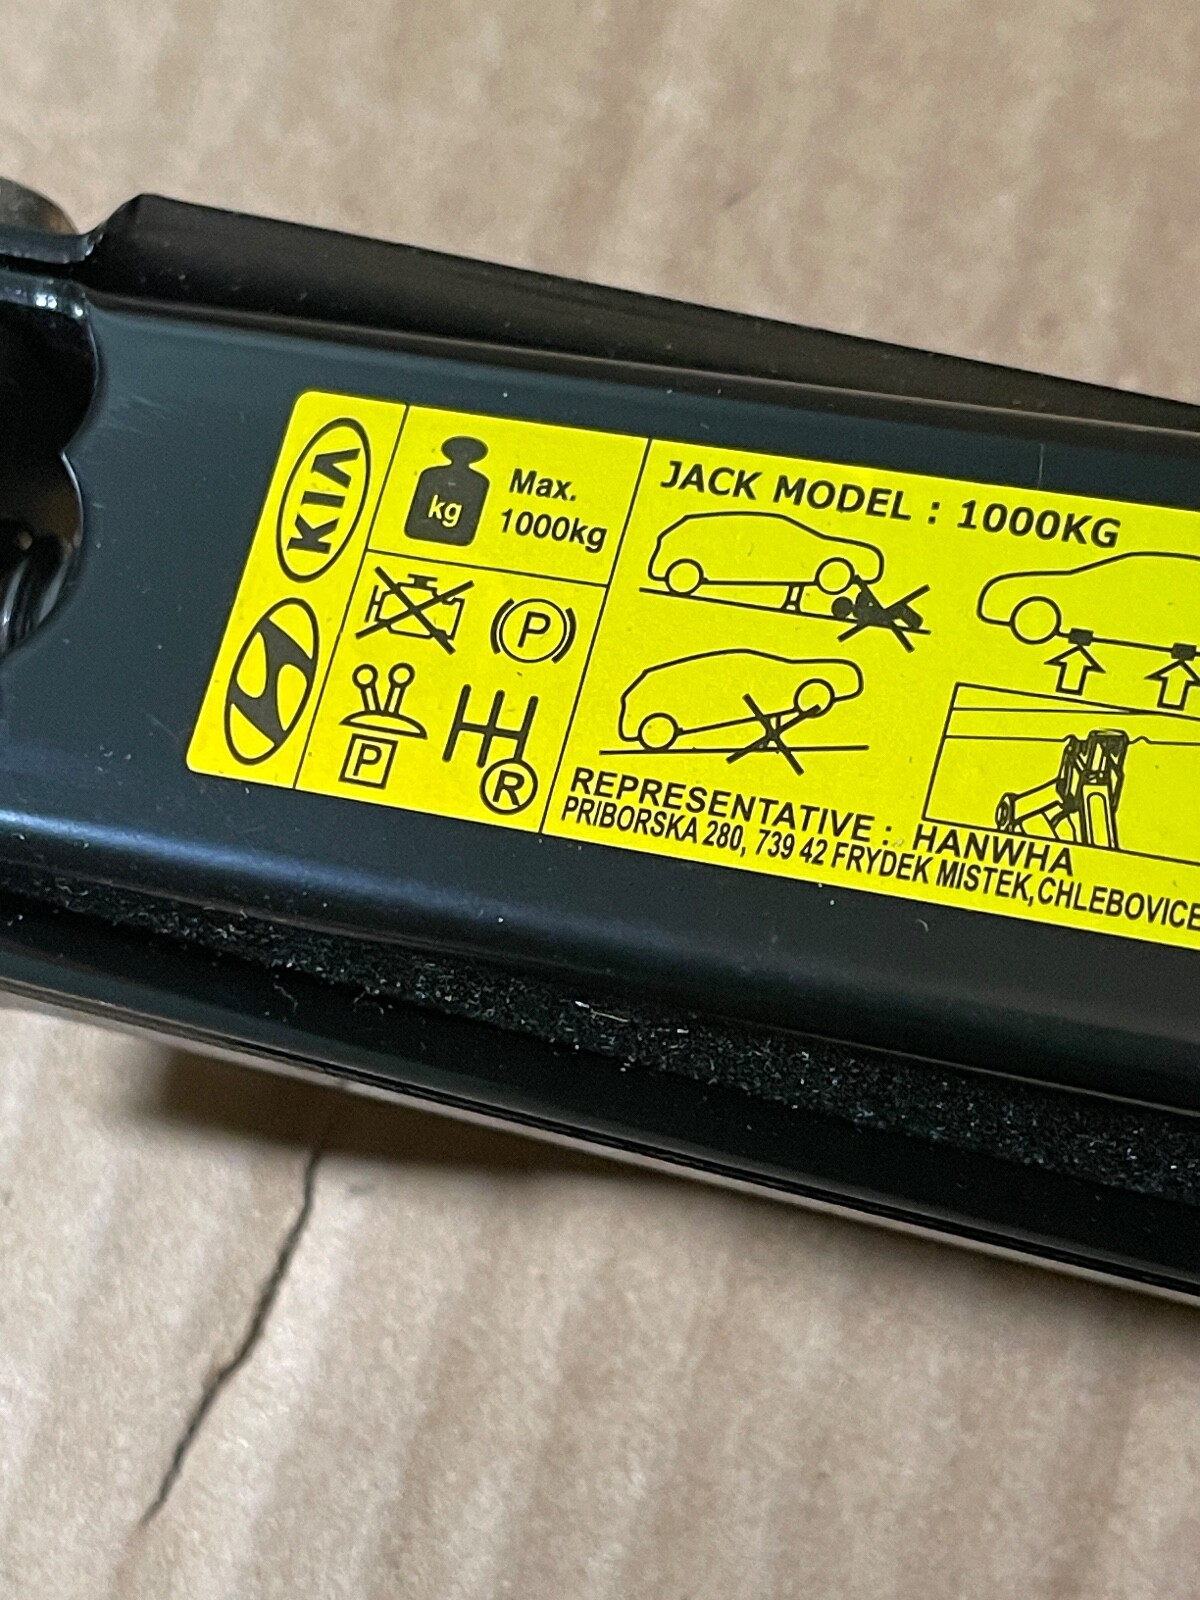 KIA
kg
Max.
1000kg
P
P
R
JACK MODEL : 1000KG
REPRESENTATIVE : HANWHA
PRIBORSKA 280, 739 42 FRYDEK MISTEK,CHLEBOVICE